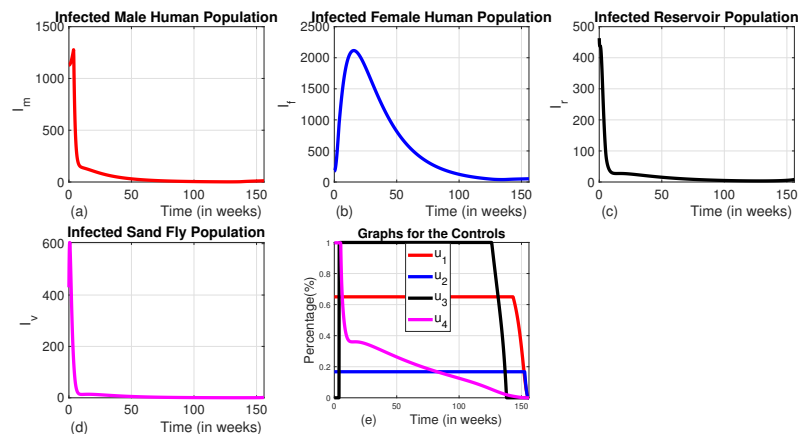 Infected Male Human Population
1500
1000
500
0
I_m
0 50 100 150
(a) Time (in weeks)
Infected Female Human Population
2500
2000
1500
1000
500
0
I_f
0 50 100 150
(b) Time (in weeks)
Infected Reservoir Population
500
400
300
200
100
0
I_r
0 50 100 150
(c) Time (in weeks)
Infected Sand Fly Population
600
400
200
0
I_v
0 50 100 150
(d) Time (in weeks)
Graphs for the Controls
1
0.8
0.6
0.4
0.2
0
Percentage(%)
u_1
u_2
u_3
u_4
0 50 100 150
(e) Time (in weeks)